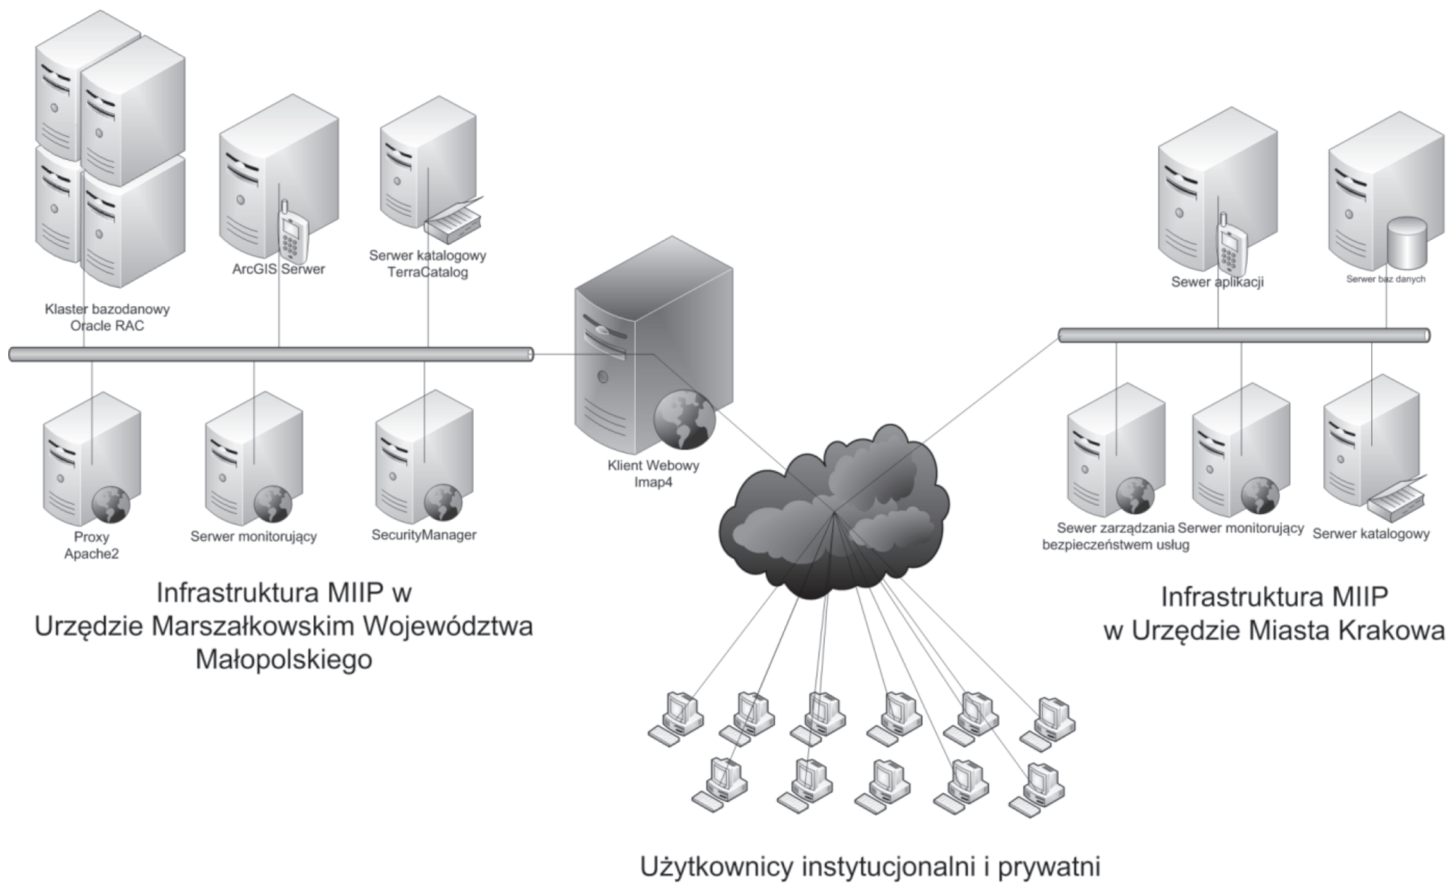 Klaster bazodanowy
Oracle RAC
ArcGIS Serwer
Serwer katalogowy
TerraCatalog
Proxy
Apache2
Serwer monitorujący
SecurityManager
Infrastruktura MIIP w
Urzędzie Marszałkowskim Województwa
Małopolskiego
Klient Webowy
Imap4
Sewer aplikacji
Serwer baz danych
Sewer zarządzania
bezpieczeństwem usług
Serwer monitorujący
Serwer katalogowy
Infrastruktura MIIP
w Urzędzie Miasta Krakowa
Użytkownicy instytucjonalni i prywatni